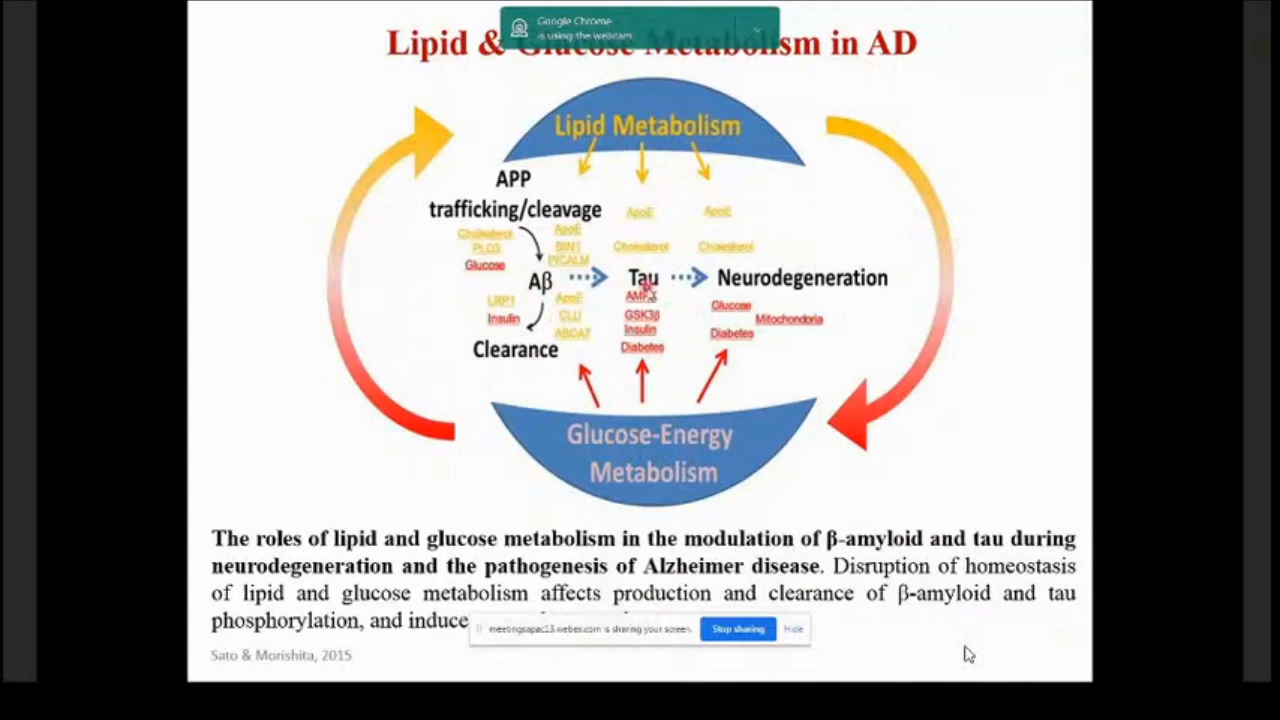 Google Chrome
is using the webcam
Lipid & Glucose Metabolism in AD
Lipid Metabolism
APP
trafficking/cleavage
Cholesterol
PLD3
Glucose
ApoE
BIN1
PICALM
ApoE
ApoE
Cholesterol
Cholesterol
Aβ
Tau
Neurodegeneration
LRP1
Insulin
ApoE
CLU
ABCA7
GSK3β
Insulin
Diabetes
Glucose
Mitochondoria
Diabetes
Clearance
Glucose-Energy
Metabolism
The roles of lipid and glucose metabolism in the modulation of β-amyloid and tau during
neurodegeneration and the pathogenesis of Alzheimer disease. Disruption of homeostasis
of lipid and glucose metabolism affects production and clearance of β-amyloid and tau
phosphorylation, and induce
meetingsapac13.webex.com is sharing your screen.
Stop sharing
Hide
Sato & Morishita, 2015